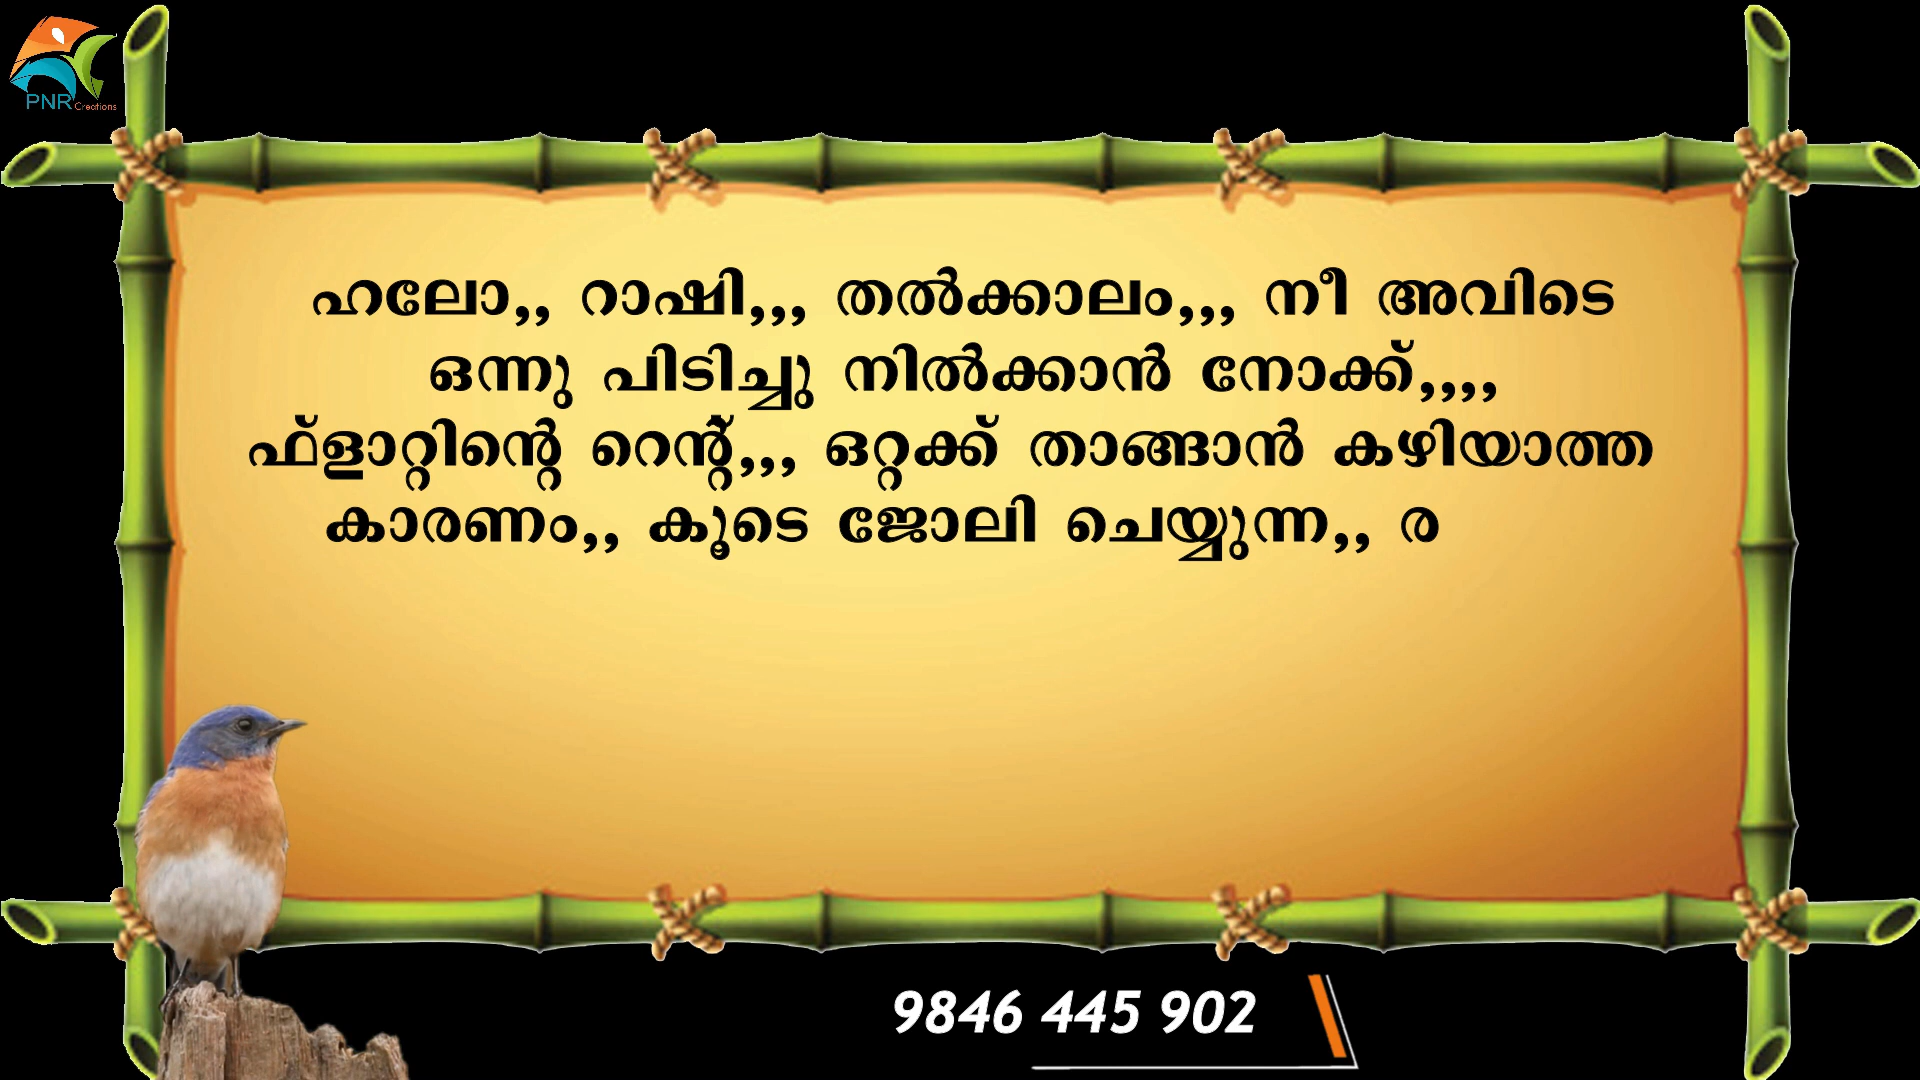 PNR Creations
ഹലോ,, റാഷി,,, തൽക്കാലം,,, നീ അവിടെ
ഒന്നു പിടിച്ചു നിൽക്കാൻ നോക്ക്,,,,
ഫ്ളാറ്റിന്റെ റെന്റ്,,, ഒറ്റക്ക് താങ്ങാൻ കഴിയാത്ത
കാരണം,, കൂടെ ജോലി ചെയ്യുന്ന,, ര
9846 445 902